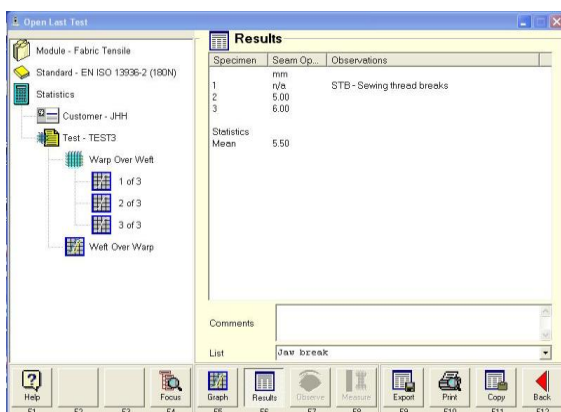 Open Last Test
Module - Fabric Tensile
Standard - EN ISO 13936-2 (180N)
Statistics
Customer - JHH
Test - TEST3
Warp Over Weft
1 of 3
2 of 3
3 of 3
Weft Over Warp
Results
Specimen Seam Op... Observations
mm
1 n/a STB - Sewing thread breaks
2 5.00
3 6.00
Statistics
Mean 5.50
Comments
List Jaw break
Help Focus Graph Results Observe Measure Export Print Copy Back
F1 F2 F3 F4 F5 F6 F7 F8 F9 F10 F11 F12